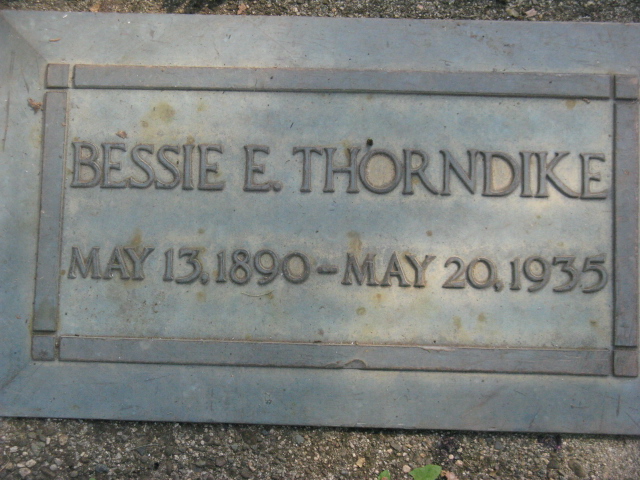 BESSIE E. THORNDIKE
MAY 13, 1890 - MAY 20, 1935